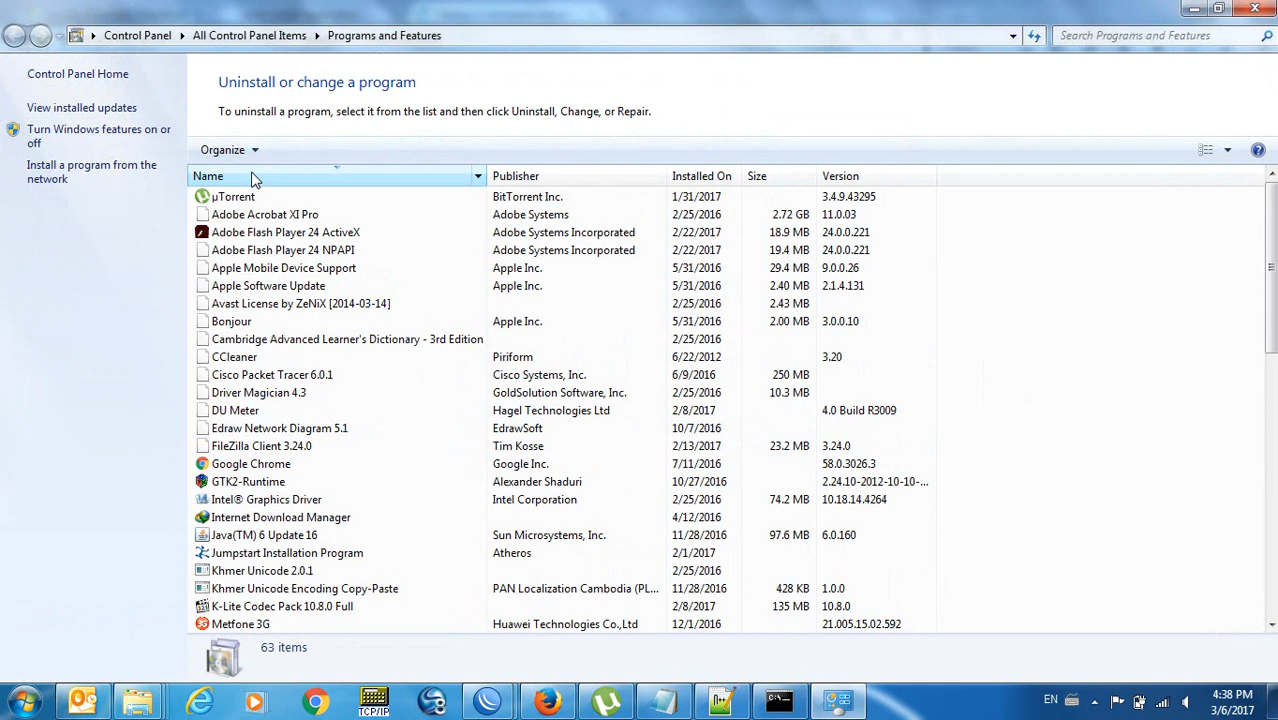 Control Panel All Control Panel Items Programs and Features Search Programs and Features
Control Panel Home
View installed updates
Turn Windows features on or off
Install a program from the network
Uninstall or change a program
To uninstall a program, select it from the list and then click Uninstall, Change, or Repair.
Organize
Name Publisher Installed On Size Version
µTorrent BitTorrent Inc. 1/31/2017 3.4.9.43295
Adobe Acrobat XI Pro Adobe Systems 2/25/2016 2.72 GB 11.0.03
Adobe Flash Player 24 ActiveX Adobe Systems Incorporated 2/22/2017 18.9 MB 24.0.0.221
Adobe Flash Player 24 NPAPI Adobe Systems Incorporated 2/22/2017 19.4 MB 24.0.0.221
Apple Mobile Device Support Apple Inc. 5/31/2016 29.4 MB 9.0.0.26
Apple Software Update Apple Inc. 5/31/2016 2.40 MB 2.1.4.131
Avast License by ZeNiX [2014-03-14] 2/25/2016 2.43 MB
Bonjour Apple Inc. 5/31/2016 2.00 MB 3.0.0.10
Cambridge Advanced Learner's Dictionary - 3rd Edition 2/25/2016
CCleaner Piriform 6/22/2012 3.20
Cisco Packet Tracer 6.0.1 Cisco Systems, Inc. 6/9/2016 250 MB
Driver Magician 4.3 GoldSolution Software, Inc. 2/25/2016 10.3 MB
DU Meter Hagel Technologies Ltd 2/8/2017 4.0 Build R3009
Edraw Network Diagram 5.1 EdrawSoft 10/7/2016
FileZilla Client 3.24.0 Tim Kosse 2/13/2017 23.2 MB 3.24.0
Google Chrome Google Inc. 7/11/2016 58.0.3026.3
GTK2-Runtime Alexander Shaduri 10/27/2016 2.24.10-2012-10-10-...
Intel® Graphics Driver Intel Corporation 2/25/2016 74.2 MB 10.18.14.4264
Internet Download Manager 4/12/2016
Java(TM) 6 Update 16 Sun Microsystems, Inc. 11/28/2016 97.6 MB 6.0.160
Jumpstart Installation Program Atheros 2/1/2017
Khmer Unicode 2.0.1 2/25/2016
Khmer Unicode Encoding Copy-Paste PAN Localization Cambodia (PL... 11/28/2016 428 KB 1.0.0
K-Lite Codec Pack 10.8.0 Full 2/8/2017 135 MB 10.8.0
Metfone 3G Huawei Technologies Co.,Ltd 12/1/2016 21.005.15.02.592
63 items
TCP/IP
EN
4:38 PM
3/6/2017